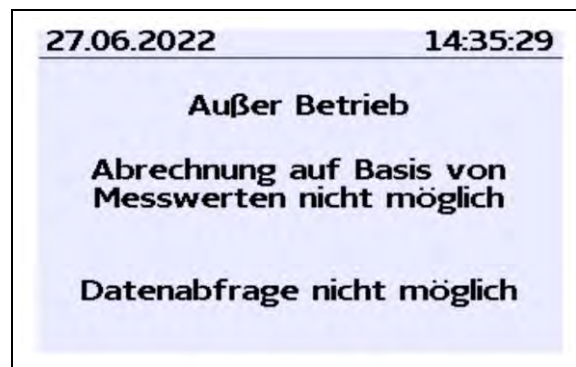 27.06.2022 14:35:29
Außer Betrieb
Abrechnung auf Basis von
Messwerten nicht möglich
Datenabfrage nicht möglich